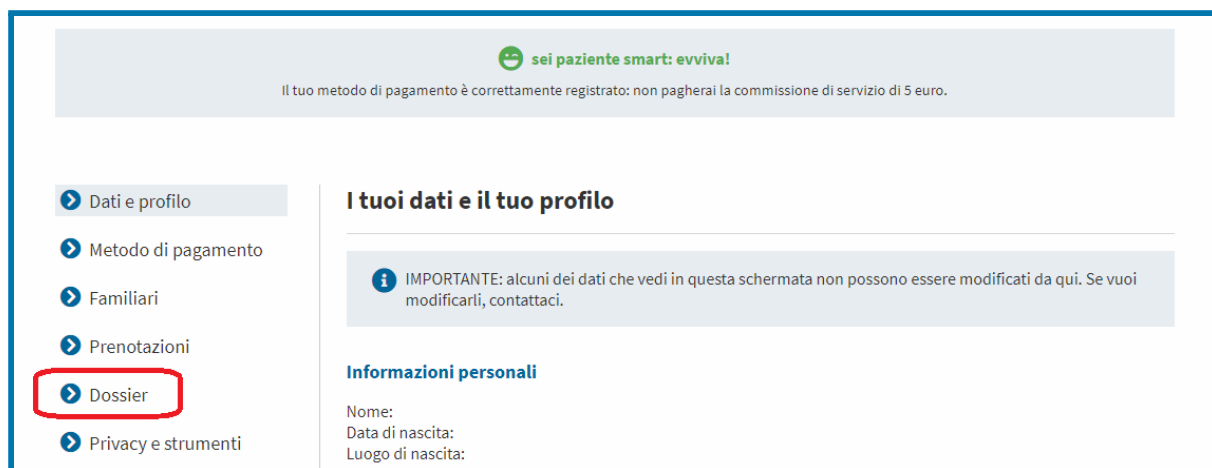 sei paziente smart: evviva!
Il tuo metodo di pagamento è correttamente registrato: non pagherai la commissione di servizio di 5 euro.
Dati e profilo
Metodo di pagamento
Familiari
Prenotazioni
Dossier
Privacy e strumenti
I tuoi dati e il tuo profilo
IMPORTANTE: alcuni dei dati che vedi in questa schermata non possono essere modificati da qui. Se vuoi
modificarli, contattaci.
Informazioni personali
Nome:
Data di nascita:
Luogo di nascita: